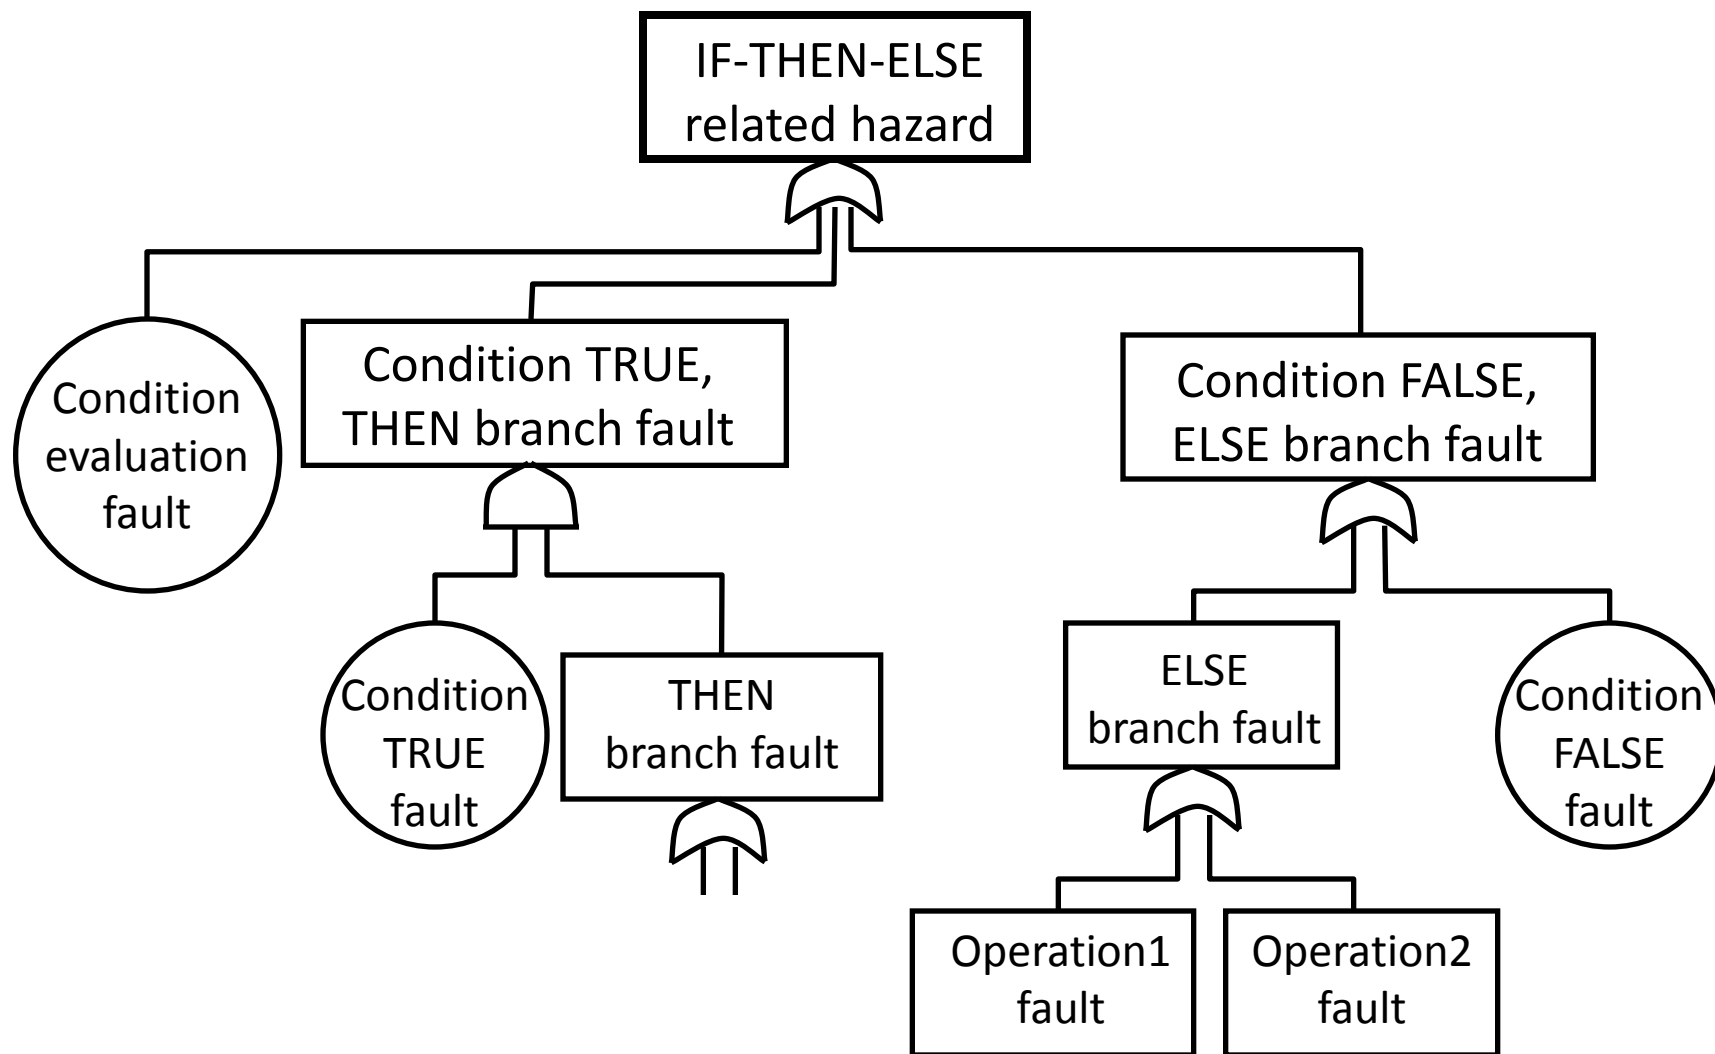 IF-THEN-ELSE
related hazard
Condition
evaluation
fault
Condition TRUE,
THEN branch fault
Condition FALSE,
ELSE branch fault
Condition
TRUE
fault
THEN
branch fault
ELSE
branch fault
Condition
FALSE
fault
Operation1
fault
Operation2
fault